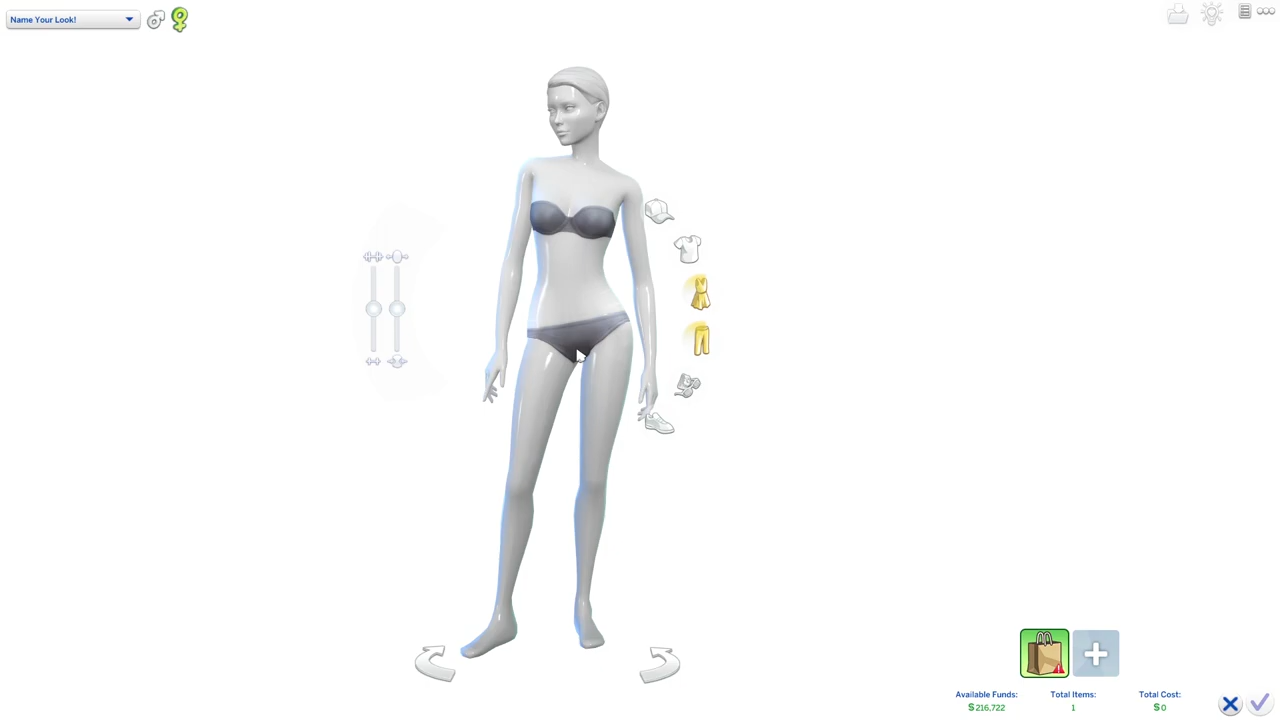 Name Your Look!
Available Funds: Total Items: Total Cost:
$216,722 1 $0